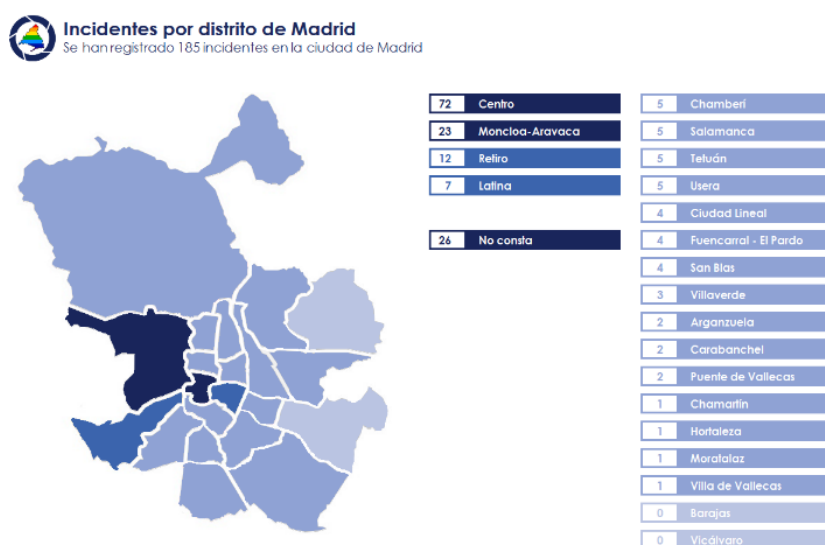 Incidentes por distrito de Madrid
Se han registrado 185 incidentes en la ciudad de Madrid
72 Centro
23 Moncloa-Aravaca
12 Retiro
7 Latina
26 No consta
5 Chamberí
5 Salamanca
5 Tetuán
5 Usera
4 Ciudad Lineal
4 Fuencarral - El Pardo
4 San Blas
3 Villaverde
2 Arganzuela
2 Carabanchel
2 Puente de Vallecas
1 Chamartín
1 Hortaleza
1 Moratalaz
1 Villa de Vallecas
0 Barajas
0 Vicálvaro